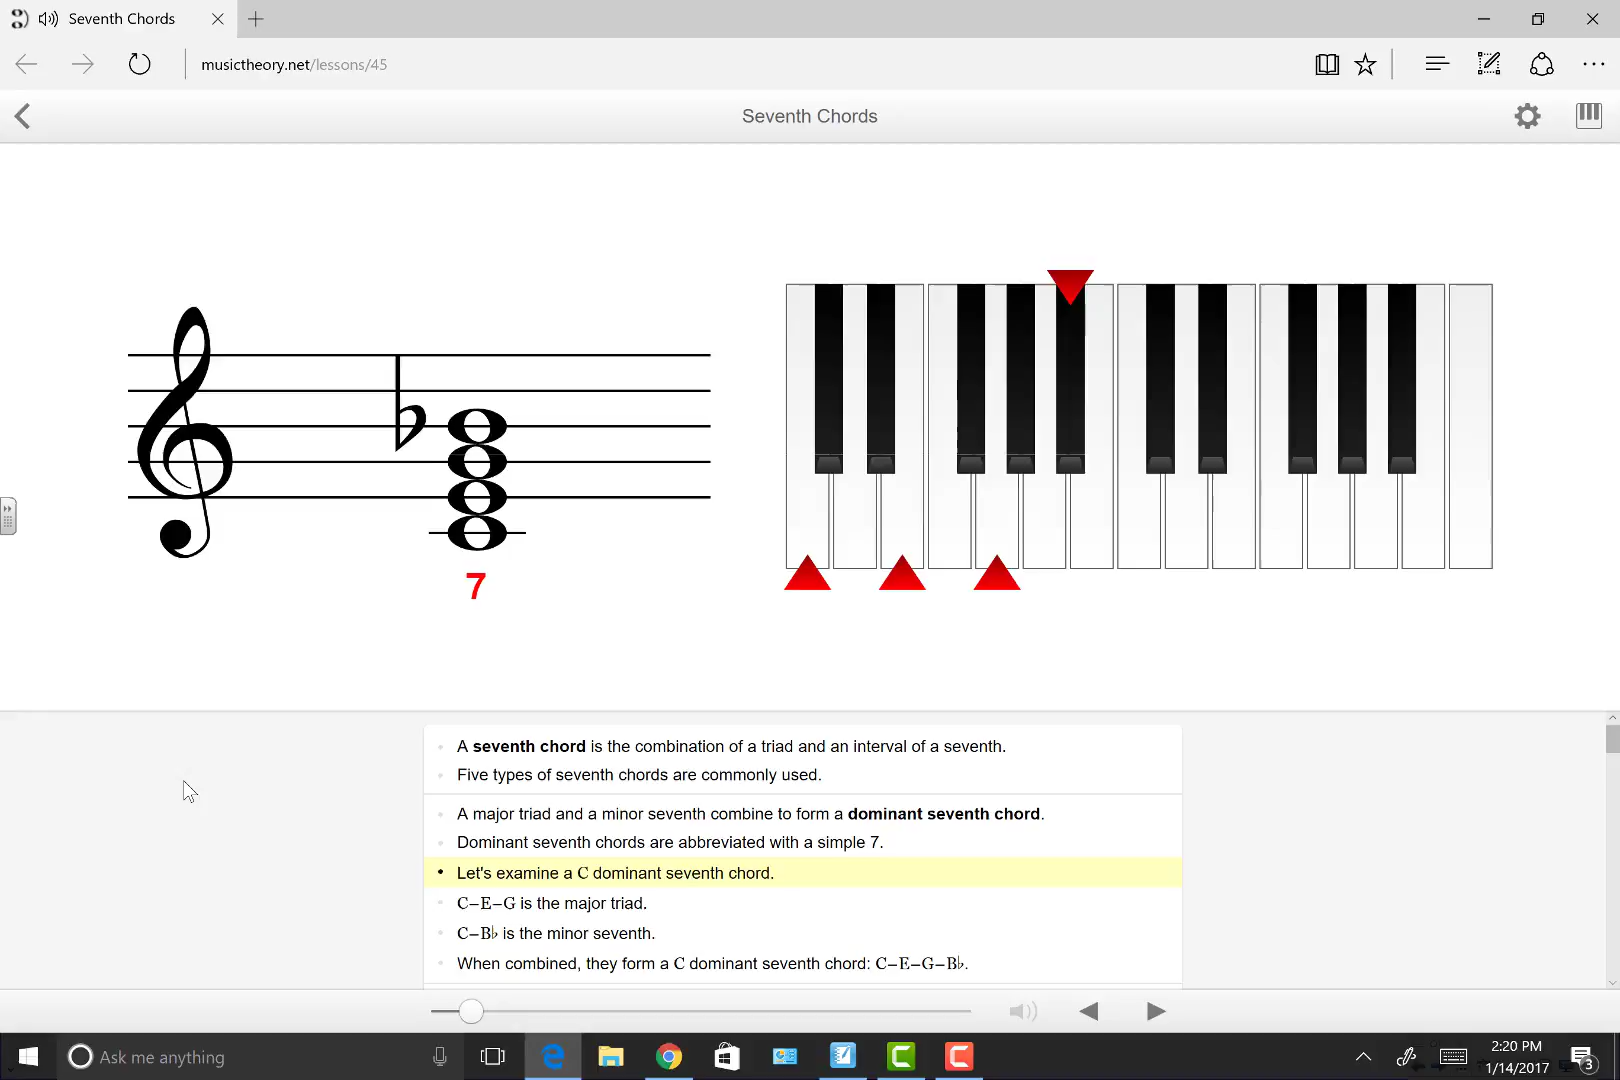 Seventh Chords
musictheory.net/lessons/45
Seventh Chords
7
A seventh chord is the combination of a triad and an interval of a seventh.
Five types of seventh chords are commonly used.
A major triad and a minor seventh combine to form a dominant seventh chord.
Dominant seventh chords are abbreviated with a simple 7.
Let's examine a C dominant seventh chord.
C–E–G is the major triad.
C–B♭ is the minor seventh.
When combined, they form a C dominant seventh chord: C–E–G–B♭.
Ask me anything
2:20 PM
1/14/2017
3